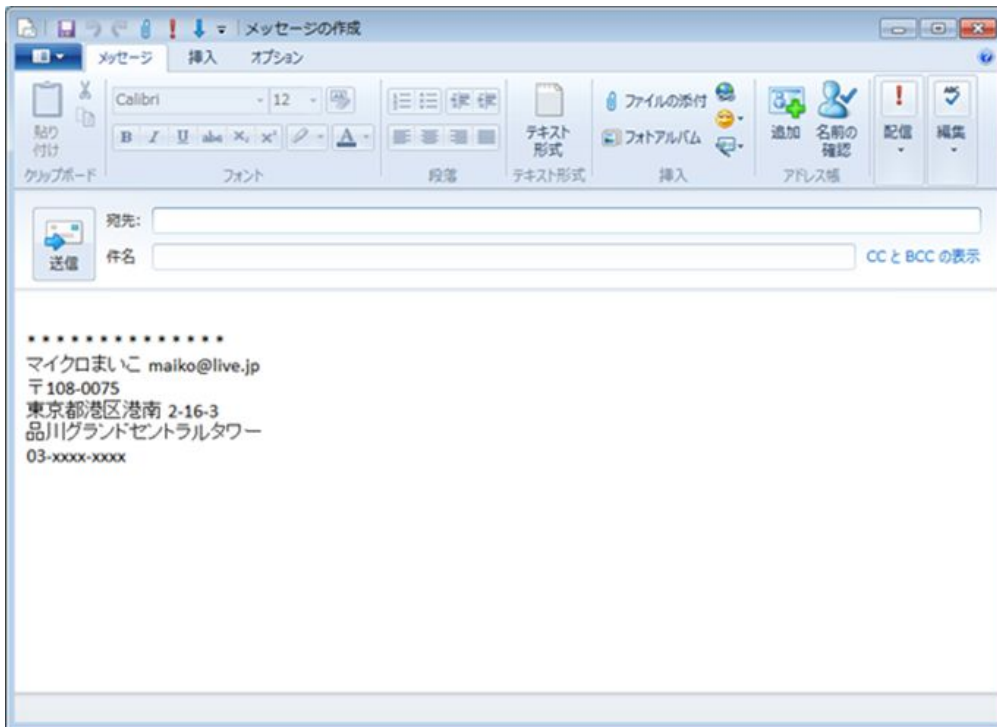 メッセージの作成
メッセージ 挿入 オプション
貼り
付け
クリップボード
Calibri 12
B I U abc X₂ X² A
フォント
段落
テキスト
形式
テキスト形式
ファイルの添付
フォトアルバム
挿入
追加
名前の
確認
アドレス帳
配信
編集
送信
宛先:
件名
CC と BCC の表示
* * * * * * * * * * * * * *
マイクロまいこ maiko@live.jp
〒108-0075
東京都港区港南 2-16-3
品川グランドセントラルタワー
03-xxxx-xxxx